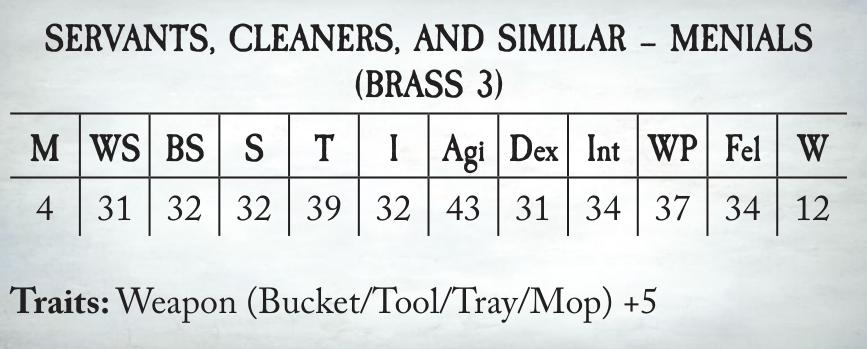 SERVANTS, CLEANERS, AND SIMILAR – MENIALS
(BRASS 3)
M WS BS S T I Agi Dex Int WP Fel W
4 31 32 32 39 32 43 31 34 37 34 12
Traits: Weapon (Bucket/Tool/Tray/Mop) +5